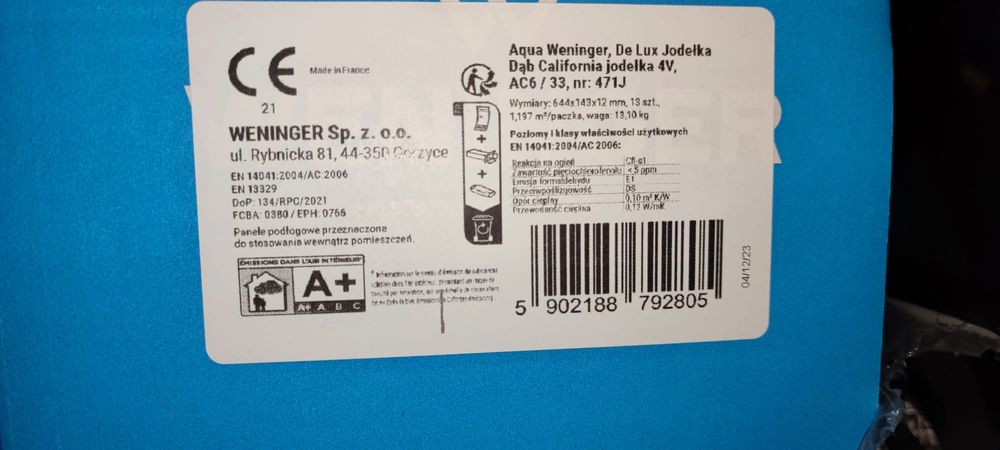 CE
Made in France
21
WENINGER Sp. z. o.o.
ul. Rybnicka 81, 44-350 Gorzyce
EN 14041:2004/AC:2006
EN 13329
DoP: 134/RPC/2021
FCBA: 0380 / EPH: 0766
Panele podłogowe przeznaczone
do stosowania wewnątrz pomieszczeń.
ÉMISSIONS DANS L'AIR INTÉRIEUR*
A+
A+ A B C
Aqua Weninger, De Lux Jodełka
Dąb California jodełka 4V,
AC6 / 33, nr: 471J
Wymiary: 644x143x12 mm, 13 szt.,
1,197 m²/paczka, waga: 13,10 kg
Poziomy i klasy właściwości użytkowych
EN 14041:2004/AC 2006:
Reakcja na ogień Cfl-s1
Zawartość pięciochlorofenolu < 5 ppm
Emisja formaldehydu E1
Przeciwpoślizgowość DS
Opór cieplny 0,10 m² K/W
Przewodność cieplna 0,12 W/mK
5 902188 792805
04/12/23